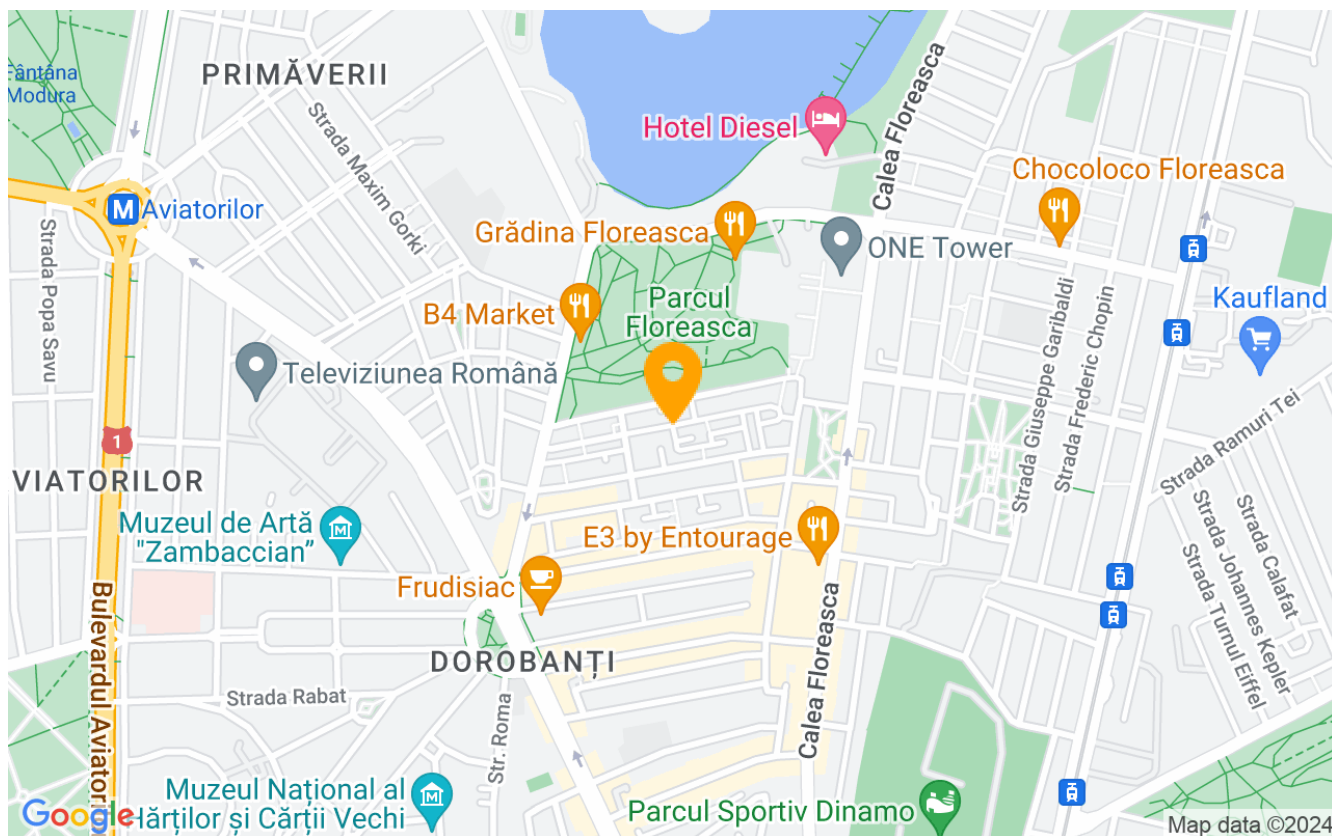 Fântâna
Modura
PRIMĂVERII
Strada Maxim Gorki
Hotel Diesel
Calea Floreasca
Chocoloco Floreasca
M Aviatorilor
Strada Popa Savu
Grădina Floreasca
ONE Tower
B4 Market
Parcul
Floreasca
Strada Giuseppe Garibaldi
Strada Frederic Chopin
Kaufland
Televiziunea Română
1
VIATORILOR
Strada Ramuri Tei
Muzeul de Artă
"Zambaccian”
E3 by Entourage
Strada Calafat
Strada Johannes Kepler
Strada Turnul Eiffel
Frudisiac
Bulevardul Aviatori
DOROBANȚI
Calea Floreasca
Strada Rabat
Str. Roma
Muzeul Național al
Hărților și Cărții Vechi
Parcul Sportiv Dinamo
Google
Map data ©2024